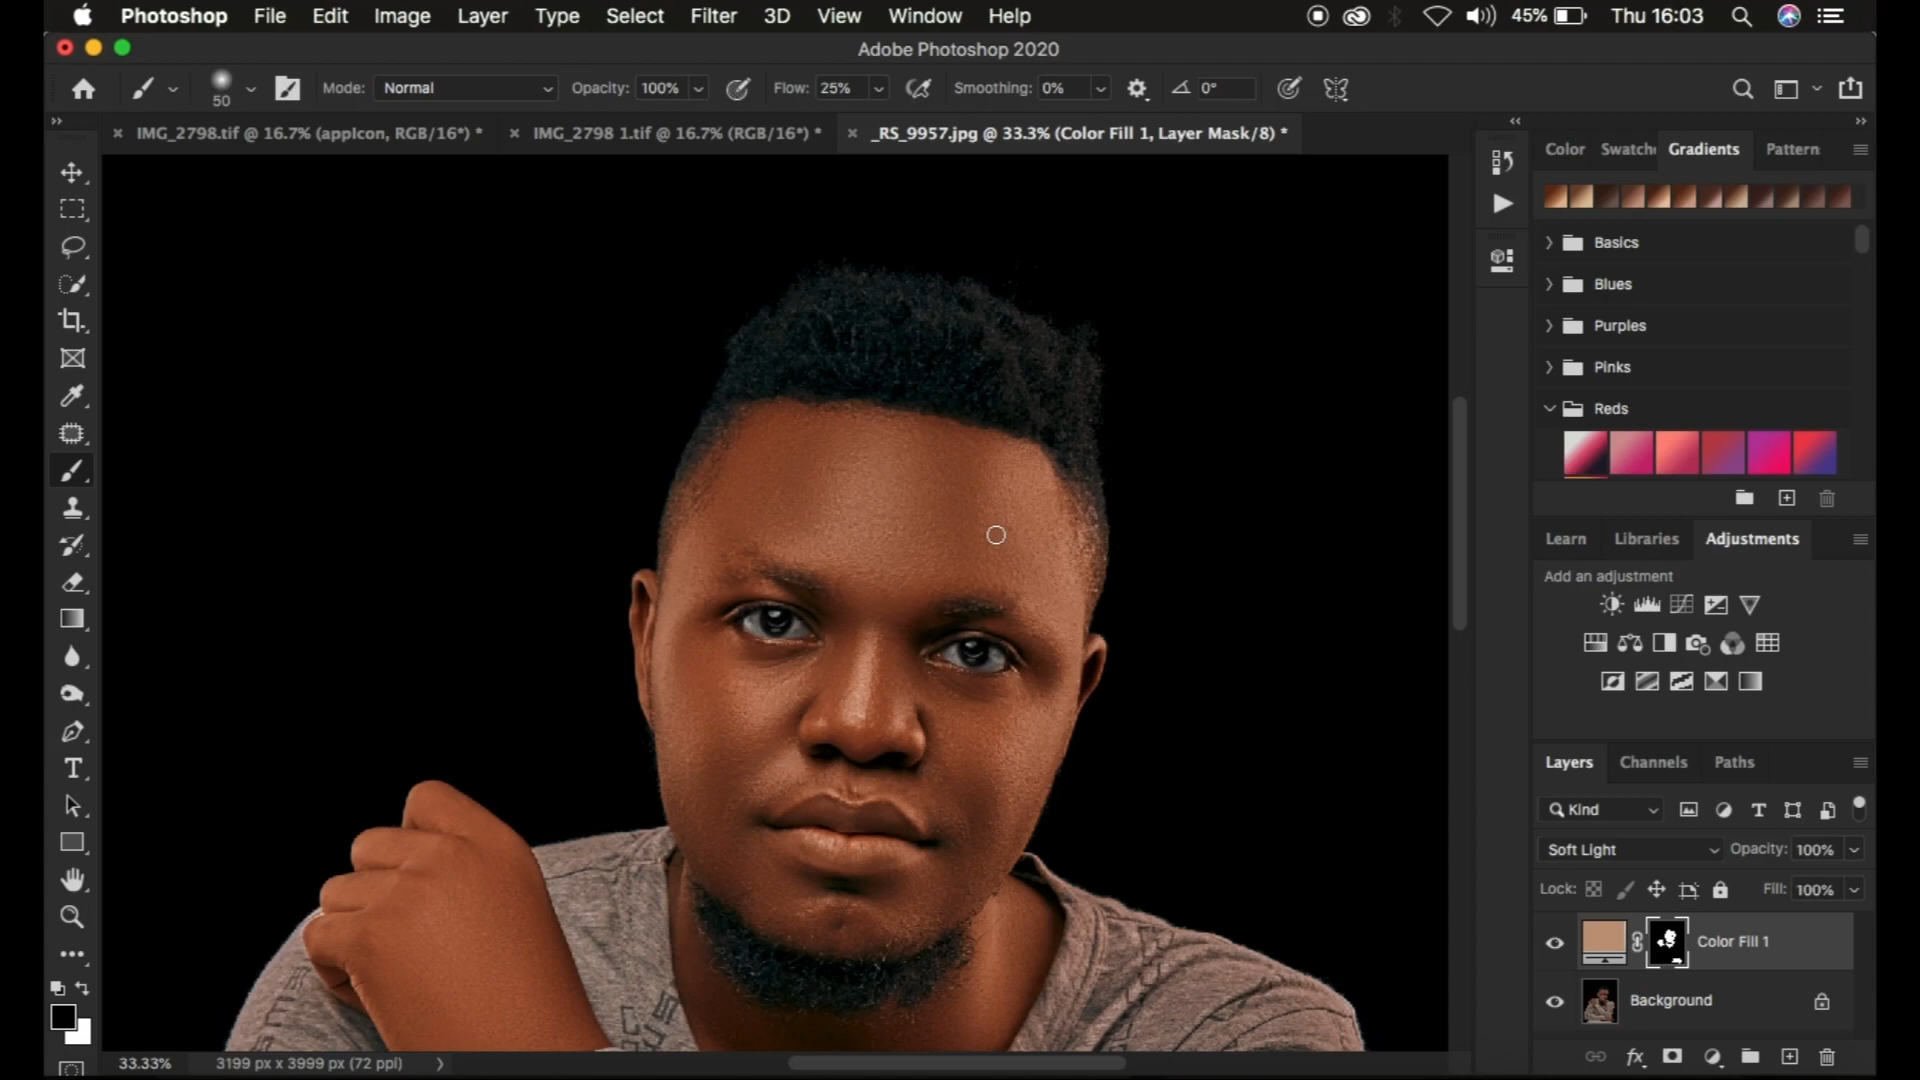 Photoshop File Edit Image Layer Type Select Filter 3D View Window Help 45% Thu 16:03
Adobe Photoshop 2020
50 Mode: Normal Opacity: 100% Flow: 25% Smoothing: 0% 0°
IMG_2798.tif @ 16.7% (appIcon, RGB/16*) * IMG_2798 1.tif @ 16.7% (RGB/16*) * _RS_9957.jpg @ 33.3% (Color Fill 1, Layer Mask/8) *
Color Swatche Gradients Pattern
Basics
Blues
Purples
Pinks
Reds
Learn Libraries Adjustments
Add an adjustment
Layers Channels Paths
Kind
Soft Light Opacity: 100%
Lock: Fill: 100%
Color Fill 1
Background
33.33% 3199 px x 3999 px (72 ppi)